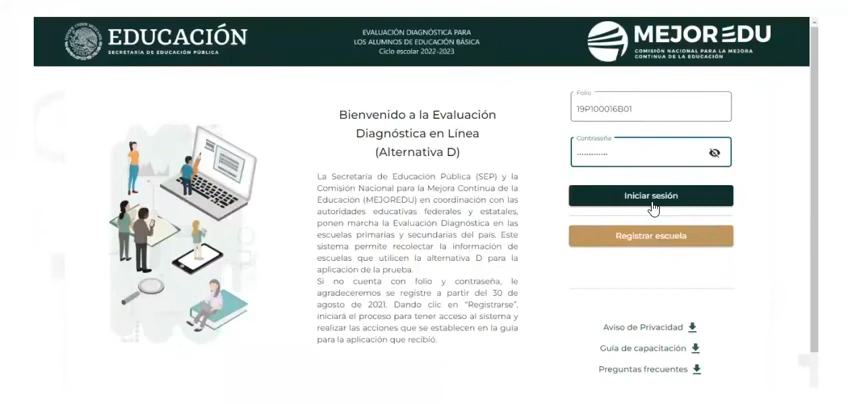 EDUCACIÓN
SECRETARÍA DE EDUCACIÓN PÚBLICA
EVALUACIÓN DIAGNÓSTICA PARA
LOS ALUMNOS DE EDUCACIÓN BÁSICA
Ciclo escolar 2022-2023
MEJOREDU
COMISIÓN NACIONAL PARA LA MEJORA
CONTINUA DE LA EDUCACIÓN
Bienvenido a la Evaluación
Diagnóstica en Línea
(Alternativa D)
La Secretaría de Educación Pública (SEP) y la
Comisión Nacional para la Mejora Continua de la
Educación (MEJOREDU) en coordinación con las
autoridades educativas federales y estatales,
ponen marcha la Evaluación Diagnóstica en las
escuelas primarias y secundarias del país. Este
sistema permite recolectar la información de
escuelas que utilicen la alternativa D para la
aplicación de la prueba.
Si no cuenta con folio y contraseña, le
agradeceremos se registre a partir del 30 de
agosto de 2021. Dando clic en "Registrarse",
iniciará el proceso para tener acceso al sistema y
realizar las acciones que se establecen en la guía
para la aplicación que recibió.
Folio
19P100016B01
Contraseña
Iniciar sesión
Registrar escuela
Aviso de Privacidad
Guía de capacitación
Preguntas frecuentes